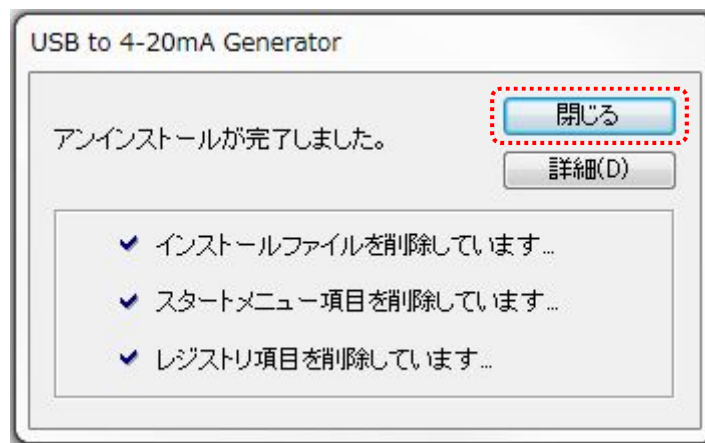 USB to 4-20mA Generator
アンインストールが完了しました。
閉じる
詳細(D)
インストールファイルを削除しています...
スタートメニュー項目を削除しています...
レジストリ項目を削除しています...